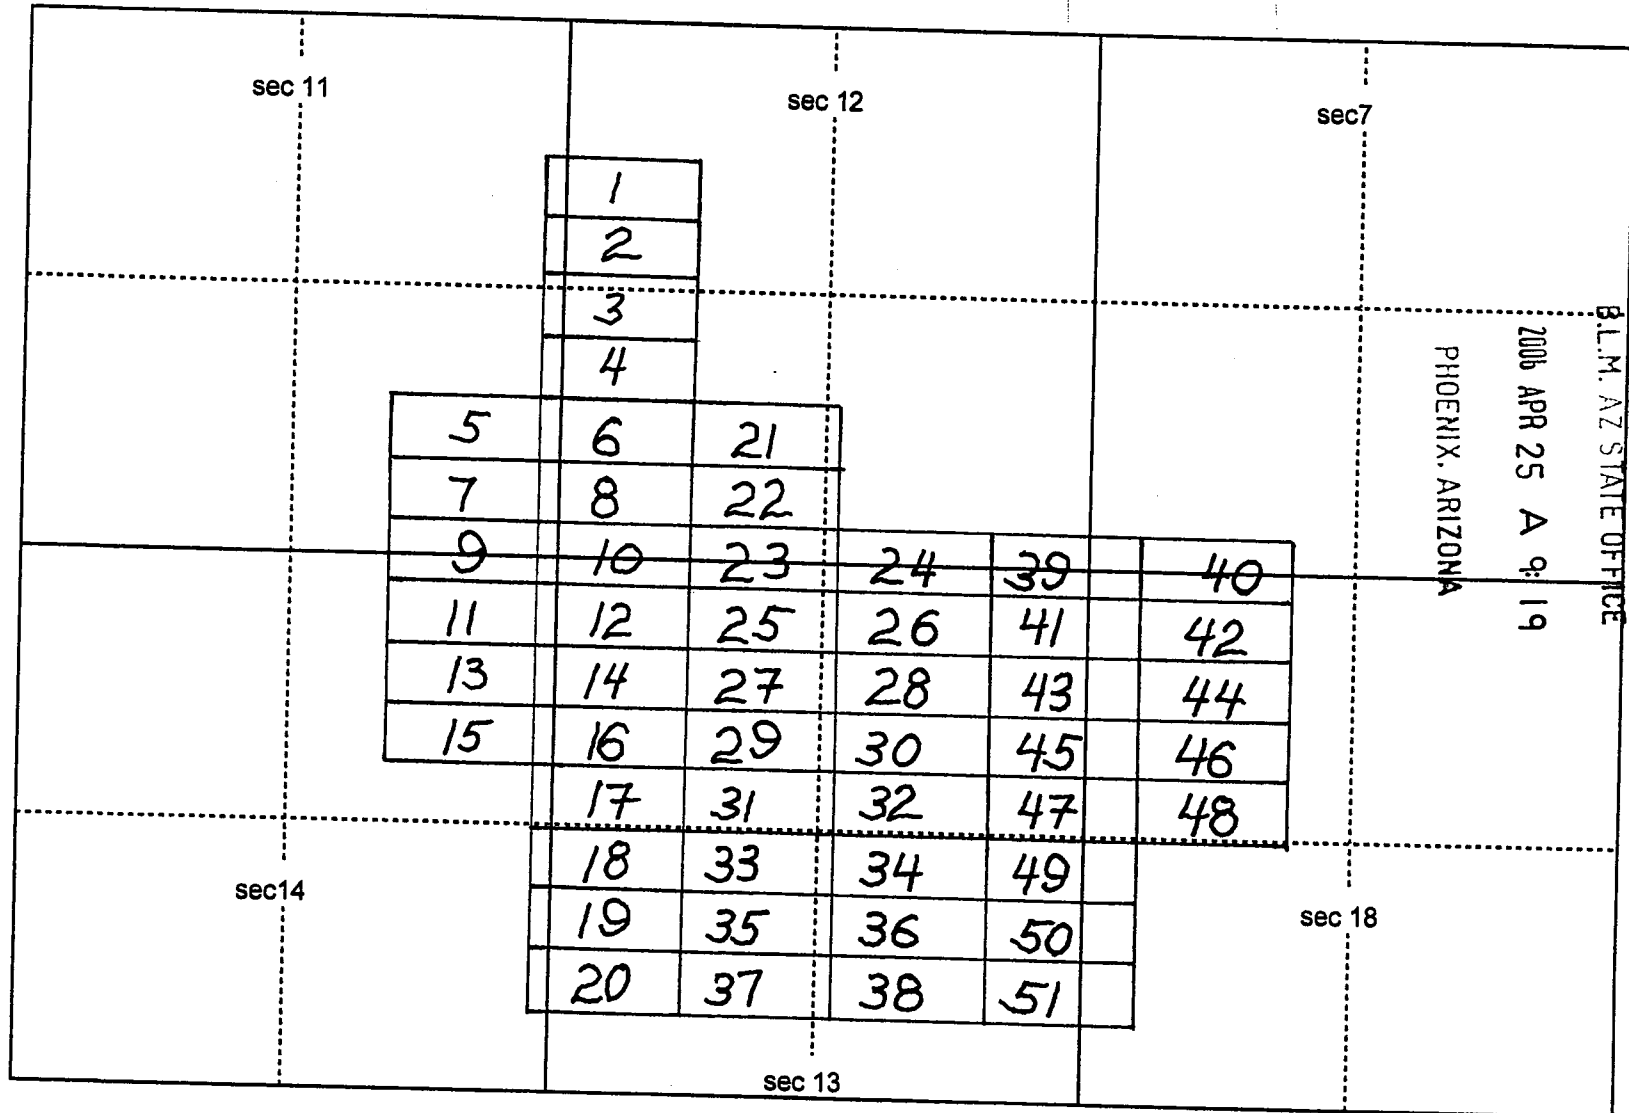 sec 11 sec 12 sec7
1
2
3
4
5 6 21
7 8 22
9 10 23 24 39 40
11 12 25 26 41 42
13 14 27 28 43 44
15 16 29 30 45 46
17 31 32 47 48
18 33 34 49
19 35 36 50
20 37 38 51
sec14 sec 18
sec 13
B.L.M. AZ STATE OFFICE
2006 APR 25 A 9:19
PHOENIX, ARIZONA